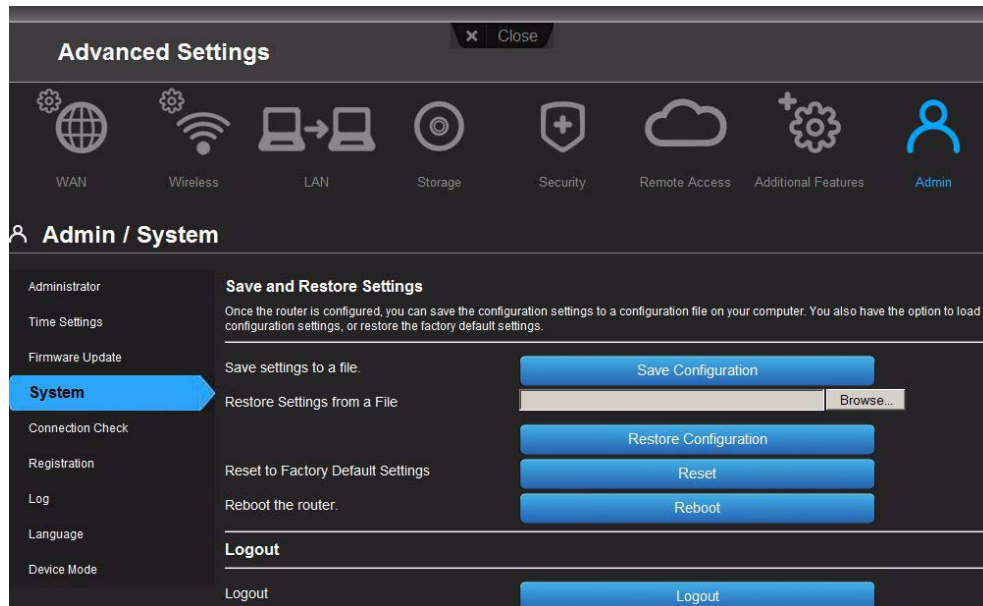 Advanced Settings
Close
WAN
Wireless
LAN
Storage
Security
Remote Access
Additional Features
Admin
Admin / System
Administrator
Time Settings
Firmware Update
System
Connection Check
Registration
Log
Language
Device Mode
Save and Restore Settings
Once the router is configured, you can save the configuration settings to a configuration file on your computer. You also have the option to load
configuration settings, or restore the factory default settings.
Save settings to a file.
Save Configuration
Restore Settings from a File
Browse...
Restore Configuration
Reset to Factory Default Settings
Reset
Reboot the router.
Reboot
Logout
Logout
Logout